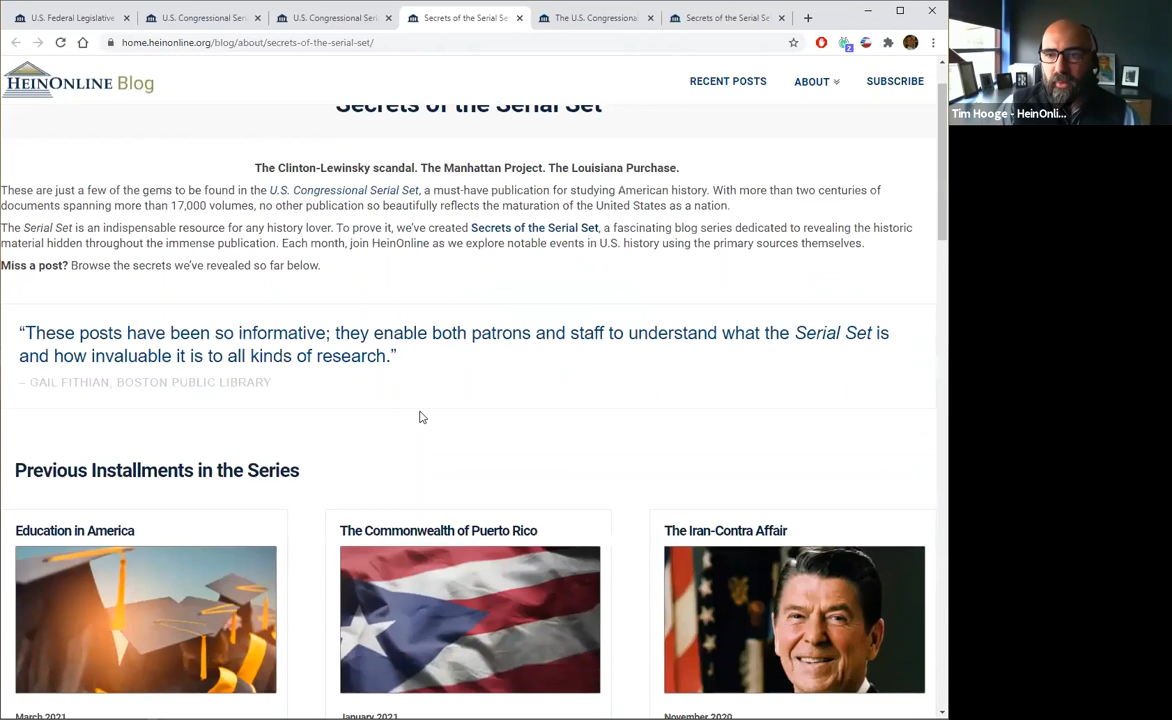 U.S. Federal Legislative
U.S. Congressional Seri
U.S. Congressional Seri
Secrets of the Serial Se
The U.S. Congressional
Secrets of the Serial Se
home.heinonline.org/blog/about/secrets-of-the-serial-set/
2
HEINONLINE Blog
RECENT POSTS
ABOUT
SUBSCRIBE
Tim Hooge - HeinOnli...
Secrets of the Serial Set
The Clinton-Lewinsky scandal. The Manhattan Project. The Louisiana Purchase.
These are just a few of the gems to be found in the U.S. Congressional Serial Set, a must-have publication for studying American history. With more than two centuries of
documents spanning more than 17,000 volumes, no other publication so beautifully reflects the maturation of the United States as a nation.
The Serial Set is an indispensable resource for any history lover. To prove it, we've created Secrets of the Serial Set, a fascinating blog series dedicated to revealing the historic
material hidden throughout the immense publication. Each month, join HeinOnline as we explore notable events in U.S. history using the primary sources themselves.
Miss a post? Browse the secrets we've revealed so far below.
“These posts have been so informative; they enable both patrons and staff to understand what the Serial Set is
and how invaluable it is to all kinds of research.”
– GAIL FITHIAN, BOSTON PUBLIC LIBRARY
Previous Installments in the Series
Education in America
The Commonwealth of Puerto Rico
The Iran-Contra Affair
March 2021
January 2021
November 2020